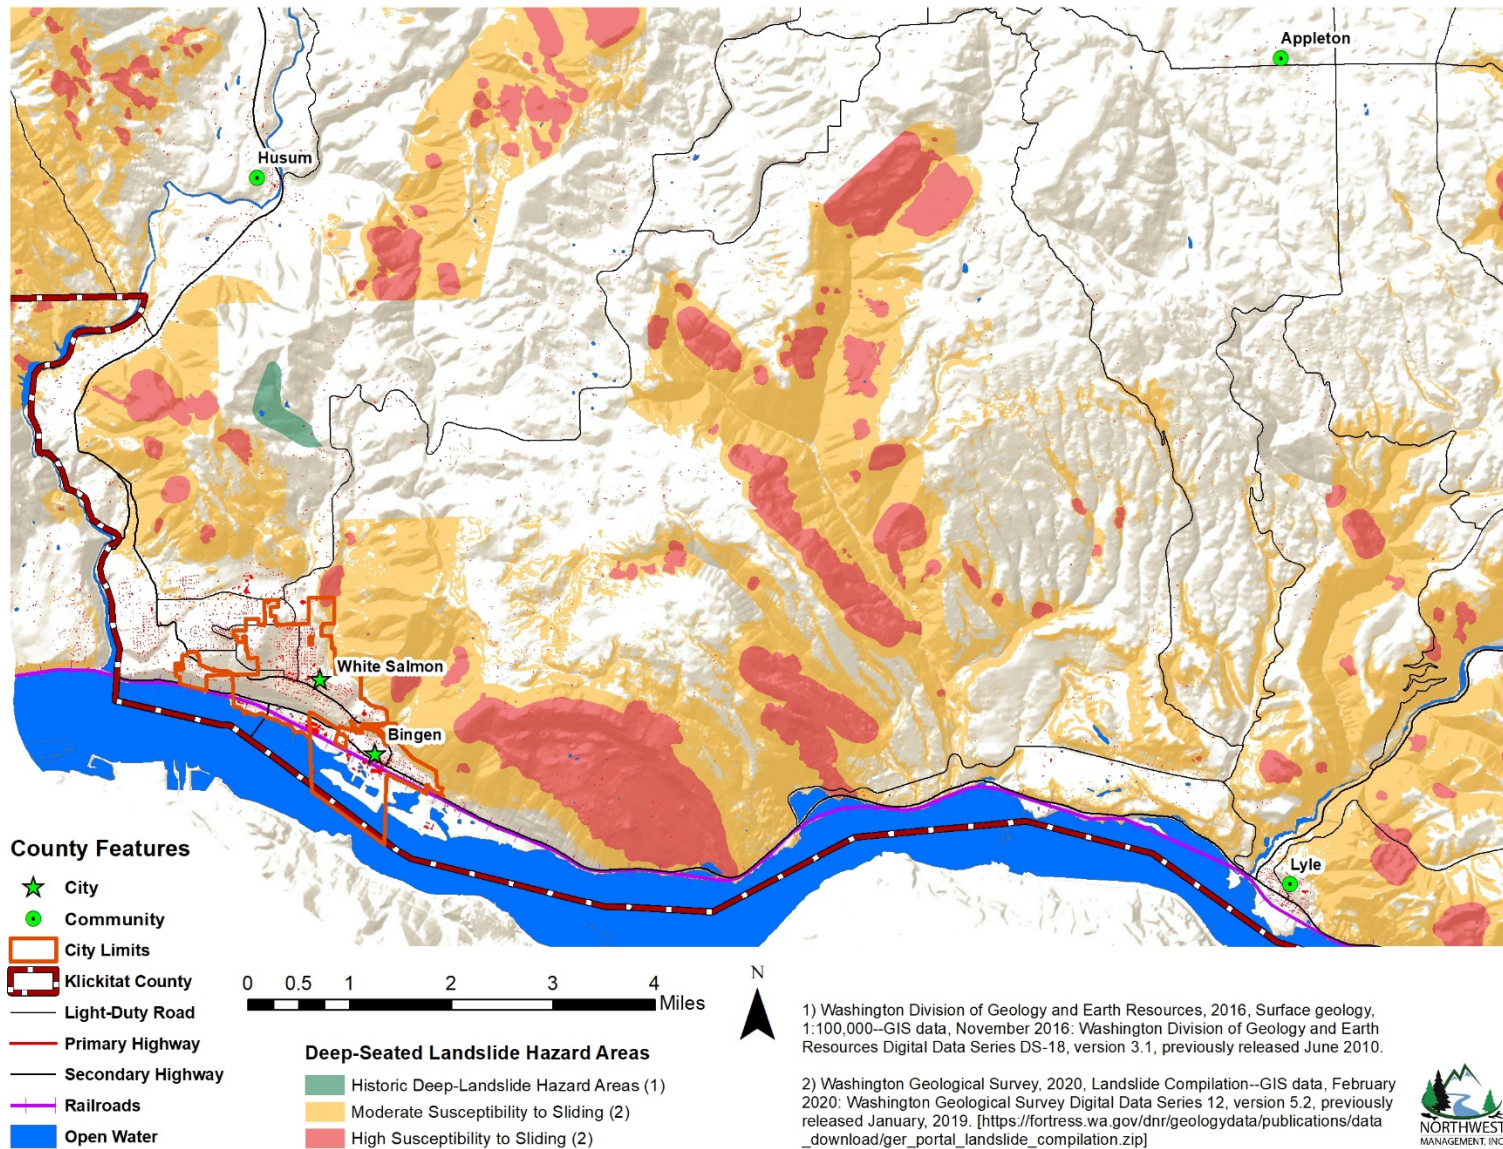 Appleton
Husum
White Salmon
Bingen
Lyle
County Features
City
Community
City Limits
Klickitat County
Light-Duty Road
Primary Highway
Secondary Highway
Railroads
Open Water
0 0.5 1 2 3 4
Miles
N
Deep-Seated Landslide Hazard Areas
Historic Deep-Landslide Hazard Areas (1)
Moderate Susceptibility to Sliding (2)
High Susceptibility to Sliding (2)
1) Washington Division of Geology and Earth Resources, 2016, Surface geology,
1:100,000--GIS data, November 2016: Washington Division of Geology and Earth
Resources Digital Data Series DS-18, version 3.1, previously released June 2010.
2) Washington Geological Survey, 2020, Landslide Compilation--GIS data, February
2020: Washington Geological Survey Digital Data Series 12, version 5.2, previously
released January, 2019. [https://fortress.wa.gov/dnr/geologydata/publications/data
_download/ger_portal_landslide_compilation.zip]
NORTHWEST
MANAGEMENT, INC.